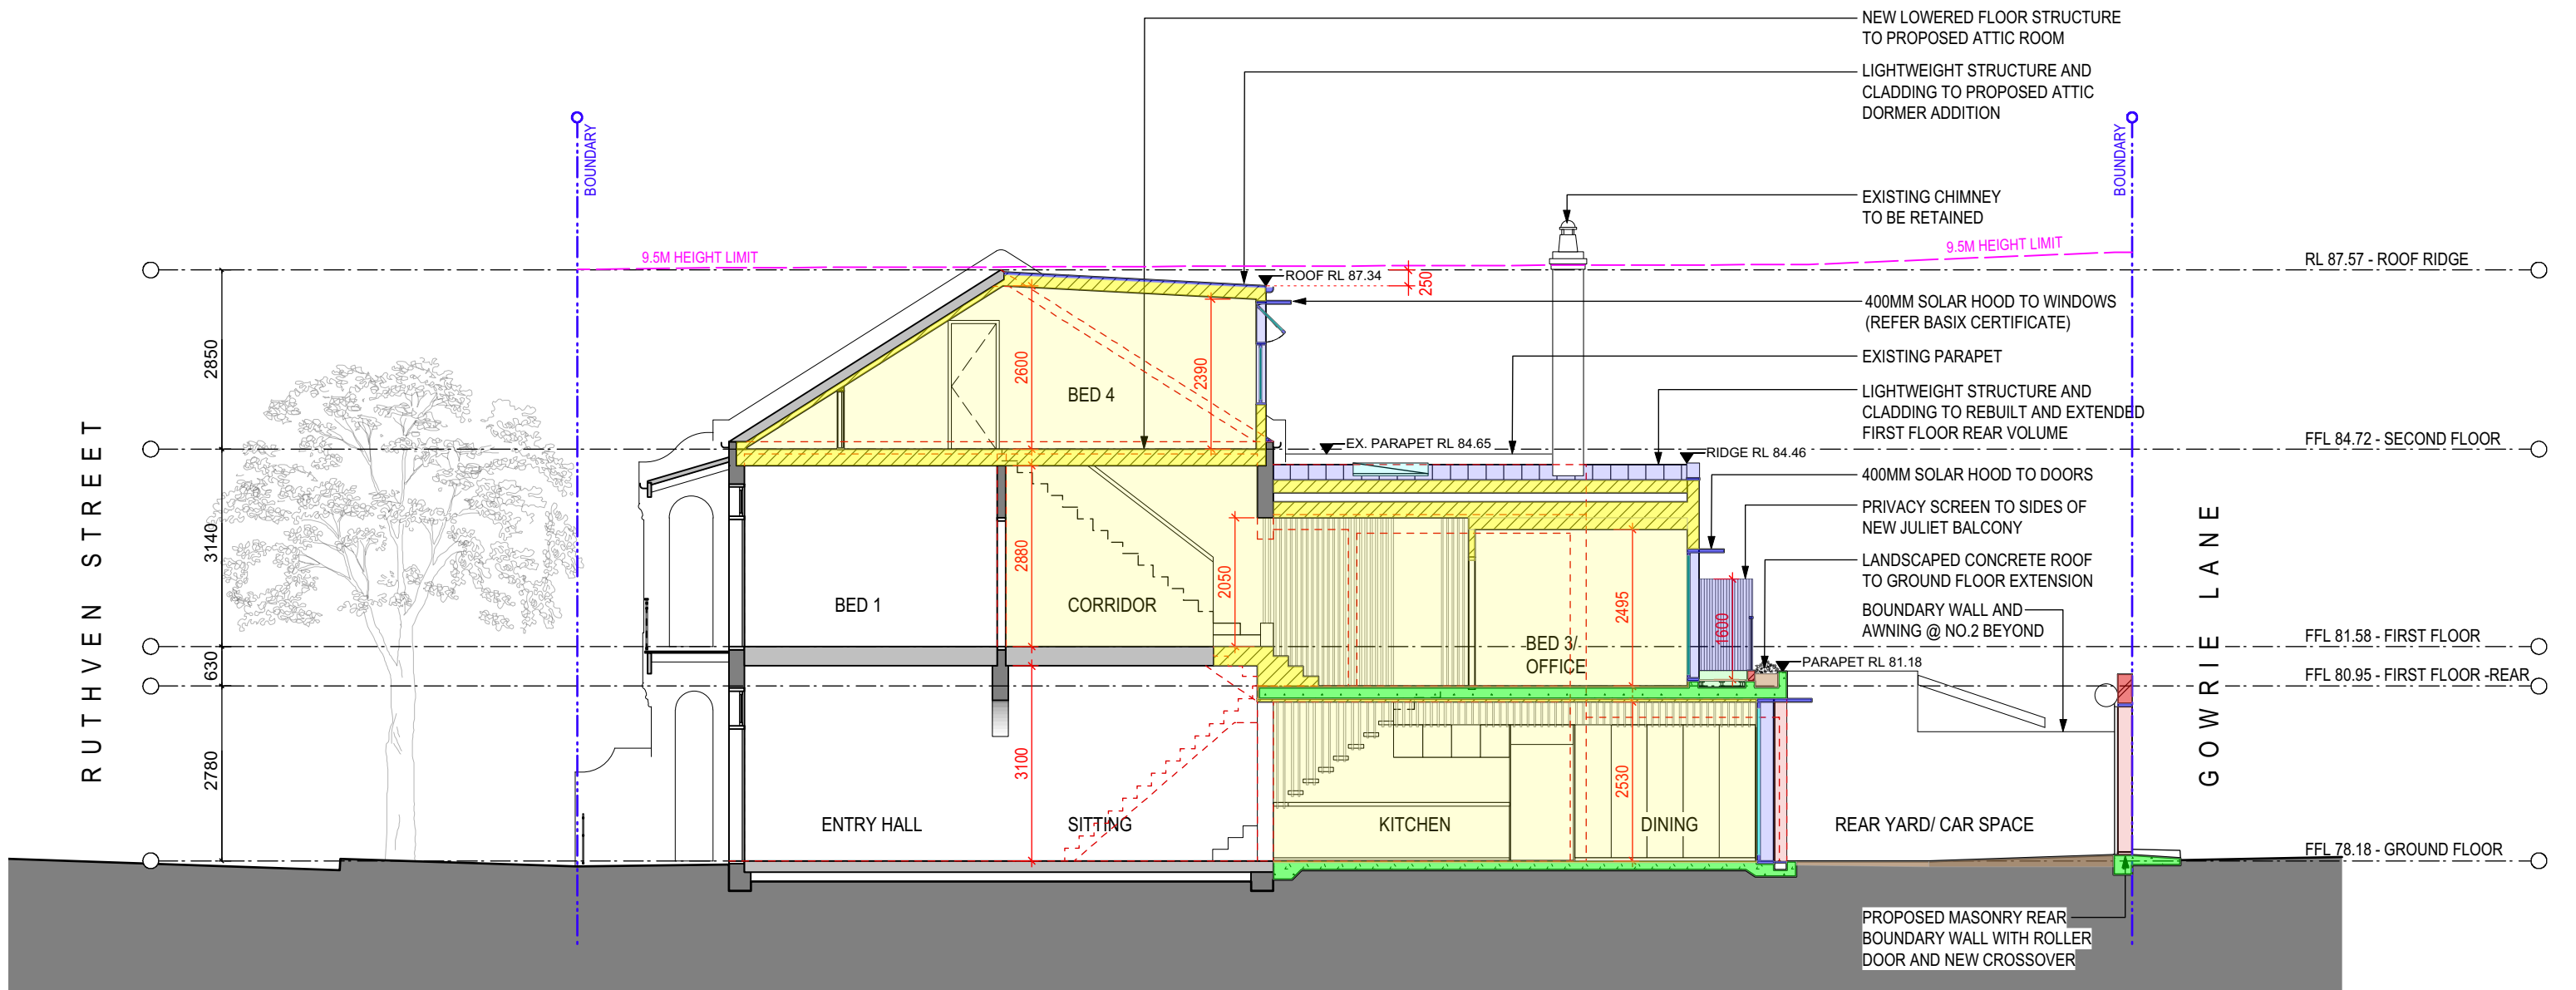 NEW LOWERED FLOOR STRUCTURE
TO PROPOSED ATTIC ROOM
LIGHTWEIGHT STRUCTURE AND
CLADDING TO PROPOSED ATTIC
DORMER ADDITION
BOUNDARY
BOUNDARY
EXISTING CHIMNEY
TO BE RETAINED
9.5M HEIGHT LIMIT
9.5M HEIGHT LIMIT
RL 87.57 - ROOF RIDGE
ROOF RL 87.34
250
400MM SOLAR HOOD TO WINDOWS
(REFER BASIX CERTIFICATE)
EXISTING PARAPET
2850
2600
2390
BED 4
LIGHTWEIGHT STRUCTURE AND
CLADDING TO REBUILT AND EXTENDED
FIRST FLOOR REAR VOLUME
EX. PARAPET RL 84.65
RIDGE RL 84.46
FFL 84.72 - SECOND FLOOR
400MM SOLAR HOOD TO DOORS
PRIVACY SCREEN TO SIDES OF
NEW JULIET BALCONY
LANDSCAPED CONCRETE ROOF
TO GROUND FLOOR EXTENSION
BOUNDARY WALL AND
AWNING @ NO.2 BEYOND
RUTHVEN STREET
GOWRIE LANE
3140
2880
2050
2495
1600
BED 1
CORRIDOR
BED 3/
OFFICE
FFL 81.58 - FIRST FLOOR
630
PARAPET RL 81.18
FFL 80.95 - FIRST FLOOR -REAR
2780
3100
2530
ENTRY HALL
SITTING
KITCHEN
DINING
REAR YARD/ CAR SPACE
FFL 78.18 - GROUND FLOOR
PROPOSED MASONRY REAR
BOUNDARY WALL WITH ROLLER
DOOR AND NEW CROSSOVER